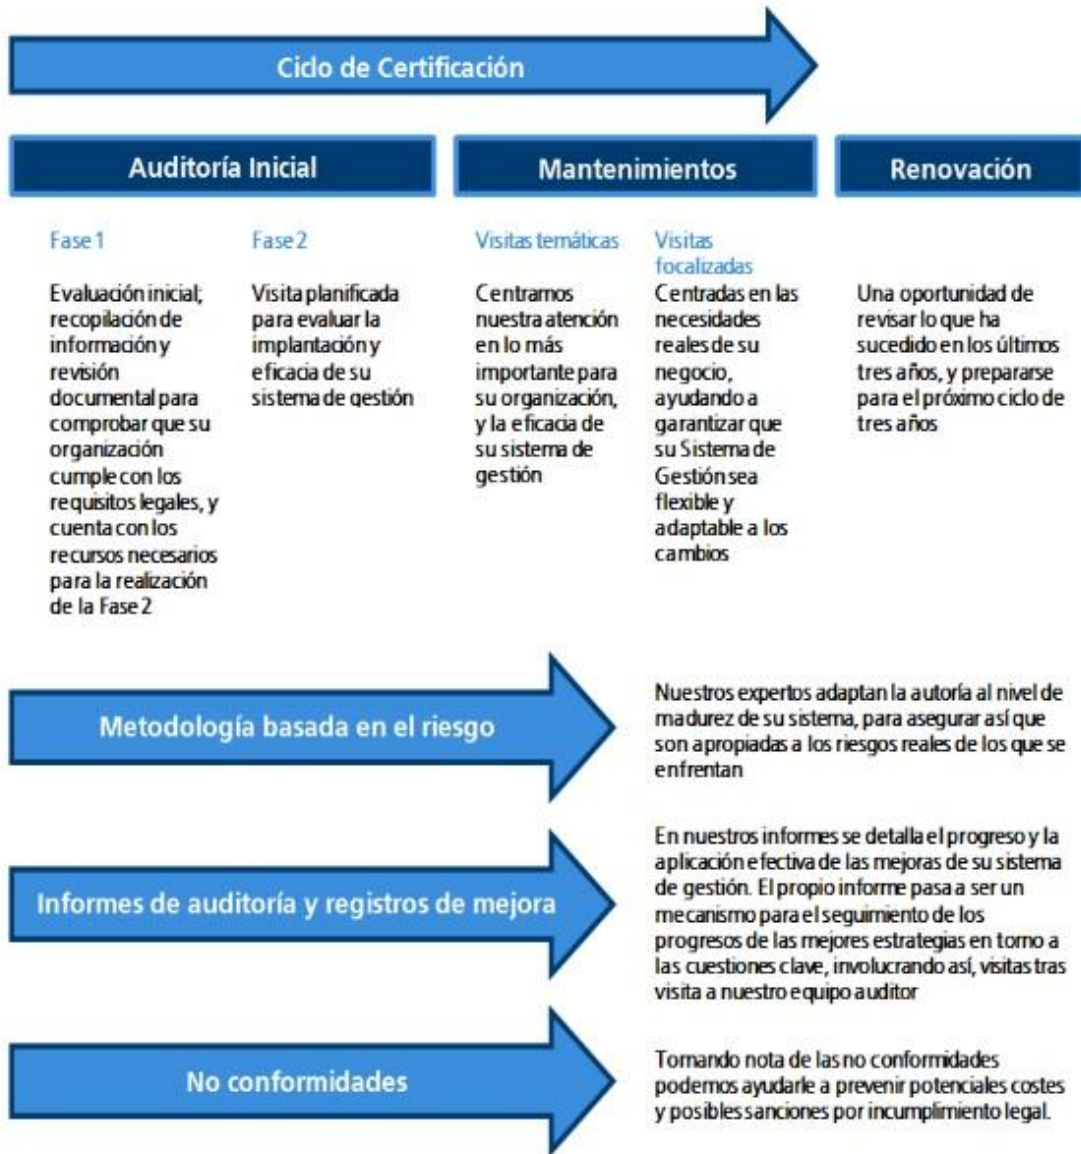 Ciclo de Certificación
Auditoría Inicial
Mantenimientos
Renovación
Fase 1
Evaluación inicial;
recopilación de
información y
revisión
documental para
comprobar que su
organización
cumple con los
requisitos legales, y
cuenta con los
recursos necesarios
para la realización
de la Fase 2
Fase 2
Visita planificada
para evaluar la
implantación y
eficacia de su
sistema de gestión
Visitas temáticas
Centramos
nuestra atención
en lo más
importante para
su organización,
y la eficacia de
su sistema de
gestión
Visitas
focalizadas
Centradas en las
necesidades
reales de su
negocio,
ayudando a
garantizar que
su Sistema de
Gestión sea
flexible y
adaptable a los
cambios
Una oportunidad de
revisar lo que ha
sucedido en los últimos
tres años, y prepararse
para el próximo ciclo de
tres años
Metodología basada en el riesgo
Nuestros expertos adaptan la autoría al nivel de
madurez de su sistema, para asegurar así que
son apropiadas a los riesgos reales de los que se
enfrentan
Informes de auditoría y registros de mejora
En nuestros informes se detalla el progreso y la
aplicación efectiva de las mejoras de su sistema
de gestión. El propio informe pasa a ser un
mecanismo para el seguimiento de los
progresos de las mejores estrategias en torno a
las cuestiones clave, involucrando así, visitas tras
visita a nuestro equipo auditor
No conformidades
Tomando nota de las no conformidades
podemos ayudarle a prevenir potenciales costes
y posibles sanciones por incumplimiento legal.